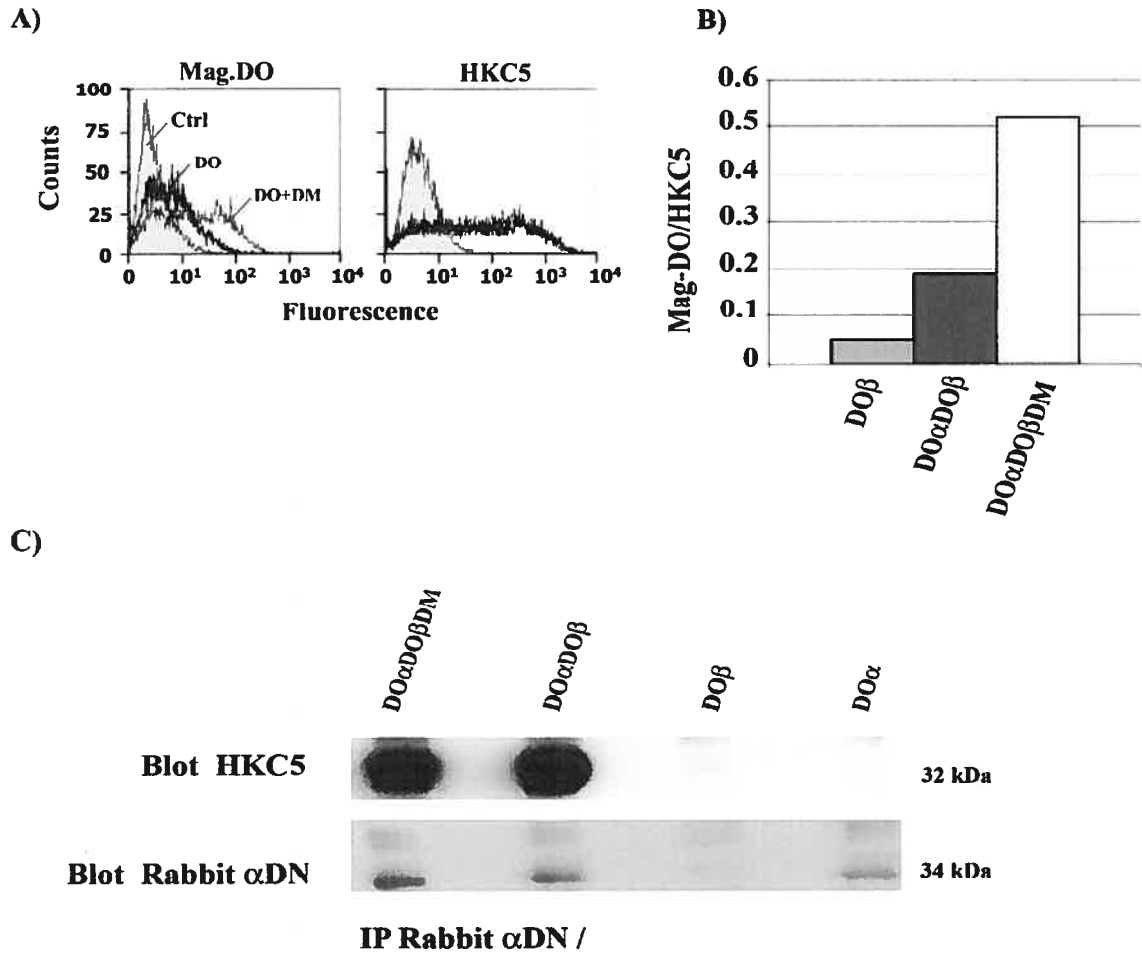 A)
Mag.DO
HKC5
100
75
50
25
0
Counts
Ctrl
DO
DO+DM
0 10¹ 10² 10³ 10⁴
0 10¹ 10² 10³ 10⁴
Fluorescence
B)
Mag-DO/HKC5
0.6
0.5
0.4
0.3
0.2
0.1
0
DOβ
DOαDOβ
DOαDOβDM
C)
DOαDOβDM
DOαDOβ
DOβ
DOα
Blot HKC5
32 kDa
Blot Rabbit αDN
34 kDa
IP Rabbit αDN /